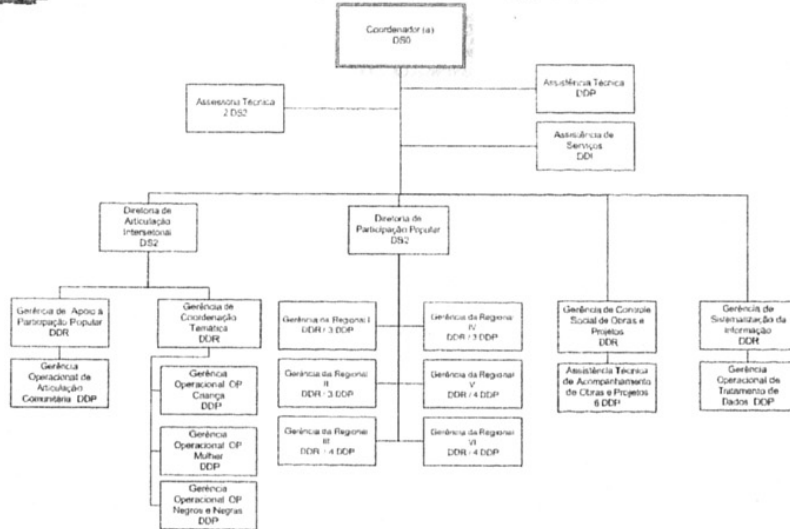 Coordenador (a)
DS0
Assessoria Técnica
2 DS2
Assistência Técnica
DDP
Assistência de
Serviços
DDI
Diretoria de
Articulação
Intersetorial
DS2
Diretoria de
Participação Popular
DS2
Gerência de Apoio à
Participação Popular
DDR
Gerência
Operacional de
Articulação
Comunitária DDP
Gerência de
Coordenação
Temática
DDR
Gerência
Operacional OP
Criança
DDP
Gerência
Operacional OP
Mulher
DDP
Gerência
Operacional OP
Negros e Negras
DDP
Gerência da Regional I
DDR / 3 DDP
Gerência da Regional
II
DDR / 3 DDP
Gerência da Regional
III
DDR / 4 DDP
Gerência da Regional
IV
DDR / 3 DDP
Gerência da Regional
V
DDR / 4 DDP
Gerência da Regional
VI
DDR / 4 DDP
Gerência de Controle
Social de Obras e
Projetos
DDR
Assistência Técnica
de Acompanhamento
de Obras e Projetos
6 DDP
Gerência de
Sistematização da
Informação
DDR
Gerência
Operacional de
Tratamento de
Dados DDP